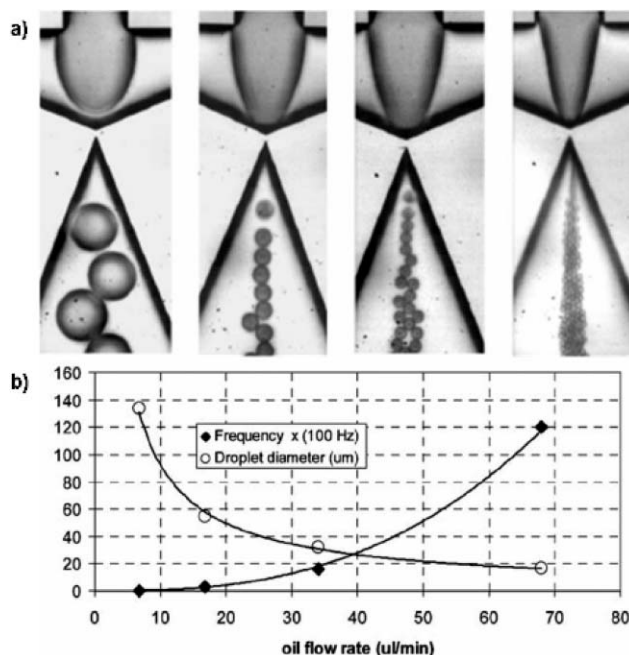 a)
b)
160
140
120
100
80
60
40
20
0
Frequency x (100 Hz)
Droplet diameter (um)
0 10 20 30 40 50 60 70 80
oil flow rate (ul/min)